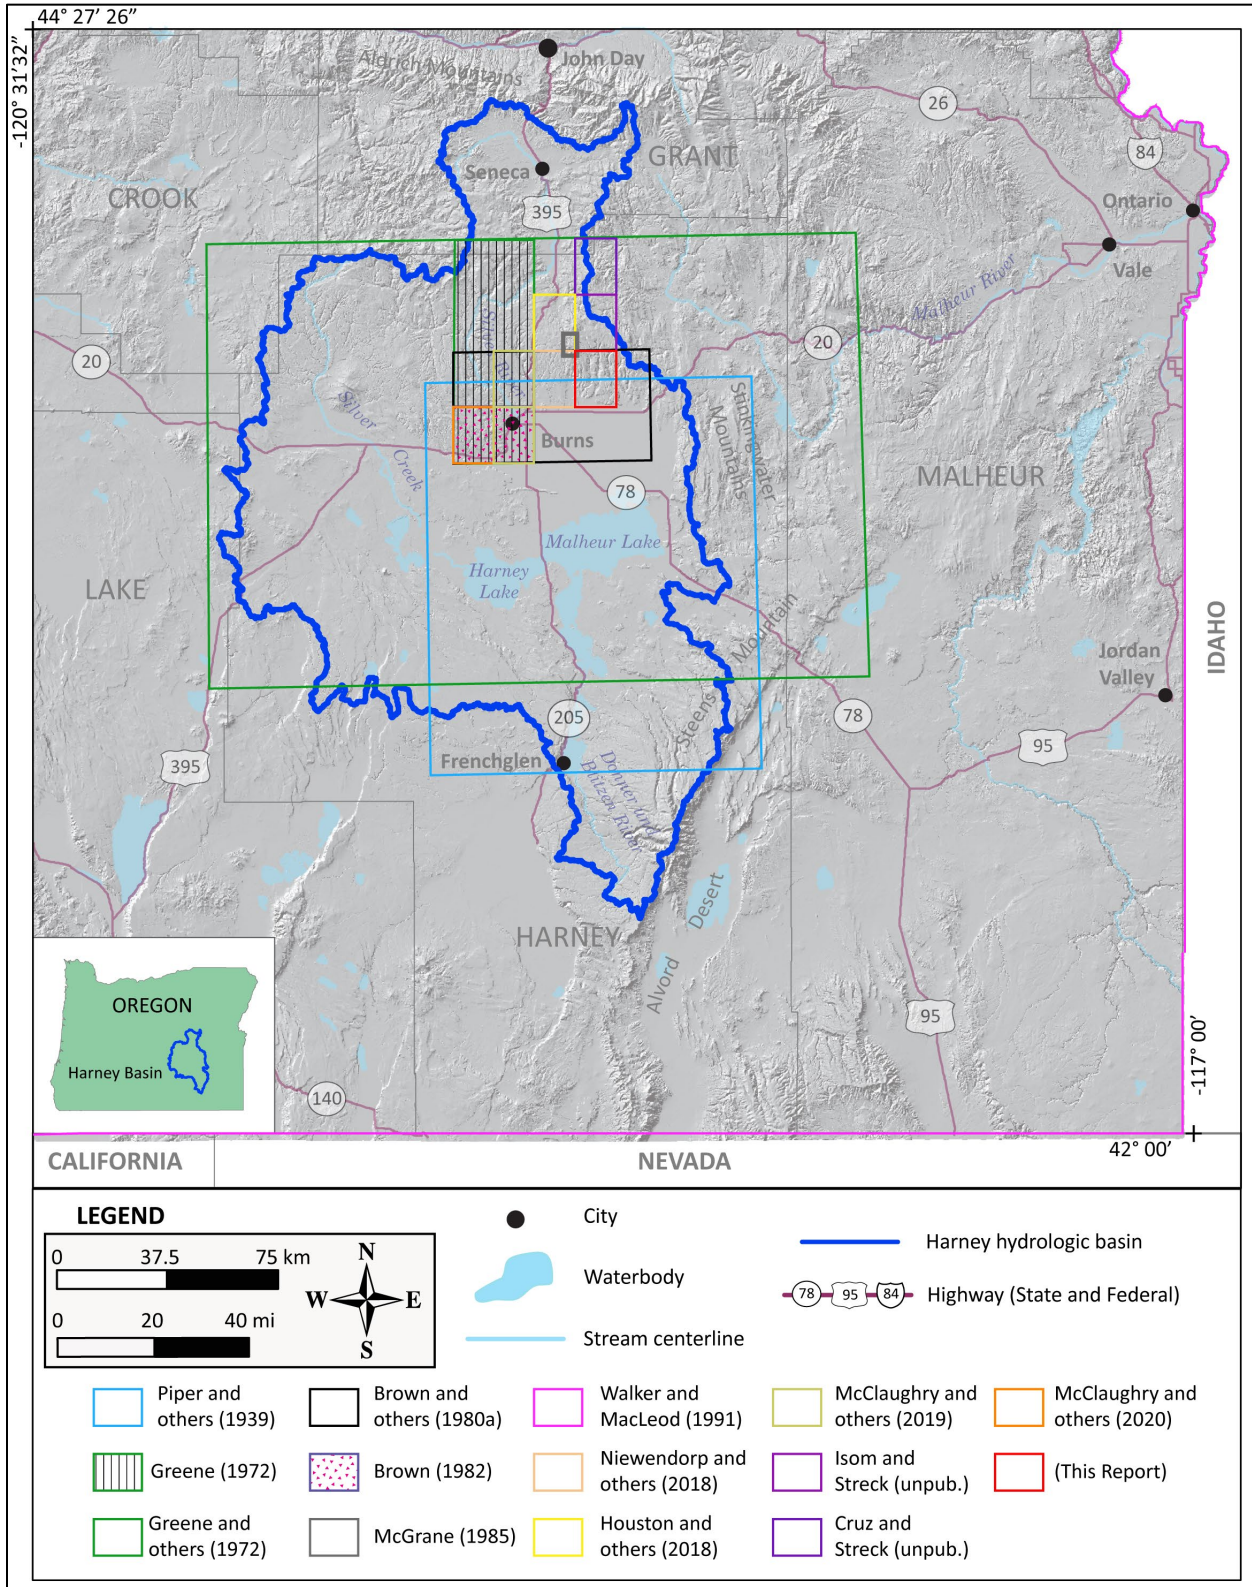 44° 27’ 26”
-120° 31’32”
Aldrich Mountains
John Day
26
84
GRANT
CROOK
Seneca
395
Ontario
Vale
Malheur River
20
20
Silvies River
Silver
Creek
Burns
Stinkingwater
Mountains
MALHEUR
78
Malheur Lake
Harney
Lake
LAKE
IDAHO
Steens Mountain
Jordan
Valley
205
78
95
395
Frenchglen
Donner und
Blitzen River
HARNEY
Alvord Desert
95
OREGON
Harney Basin
140
-117° 00’
42° 00’
CALIFORNIA
NEVADA
LEGEND
0 37.5 75 km
0 20 40 mi
N
W E
S
City
Waterbody
Stream centerline
Harney hydrologic basin
78 95 84 Highway (State and Federal)
Piper and
others (1939)
Brown and
others (1980a)
Walker and
MacLeod (1991)
McClaughry and
others (2019)
McClaughry and
others (2020)
Greene (1972)
Brown (1982)
Niewendorp and
others (2018)
Isom and
Streck (unpub.)
(This Report)
Greene and
others (1972)
McGrane (1985)
Houston and
others (2018)
Cruz and
Streck (unpub.)